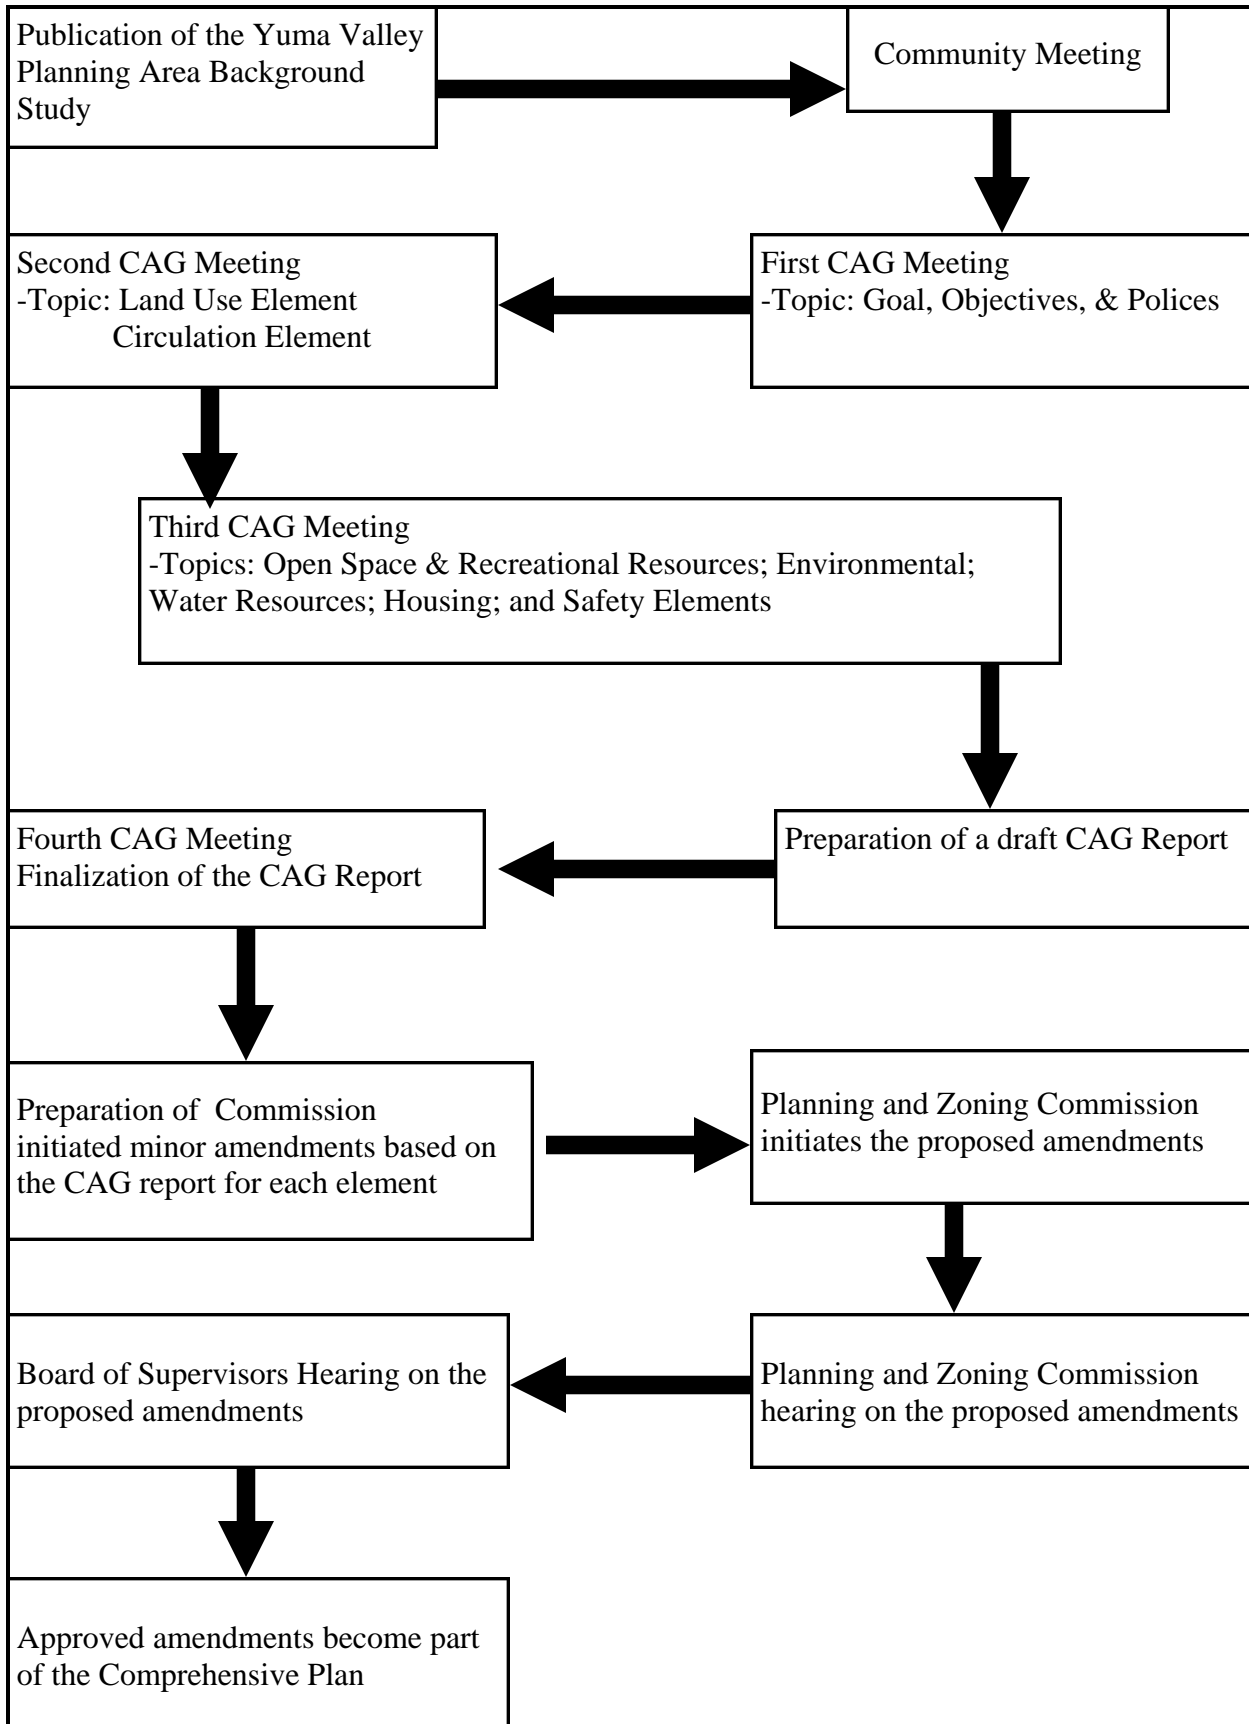 Publication of the Yuma Valley
Planning Area Background
Study
Community Meeting
First CAG Meeting
-Topic: Goal, Objectives, & Polices
Second CAG Meeting
-Topic: Land Use Element
Circulation Element
Third CAG Meeting
-Topics: Open Space & Recreational Resources; Environmental;
Water Resources; Housing; and Safety Elements
Preparation of a draft CAG Report
Fourth CAG Meeting
Finalization of the CAG Report
Preparation of  Commission
initiated minor amendments based on
the CAG report for each element
Planning and Zoning Commission
initiates the proposed amendments
Planning and Zoning Commission
hearing on the proposed amendments
Board of Supervisors Hearing on the
proposed amendments
Approved amendments become part
of the Comprehensive Plan